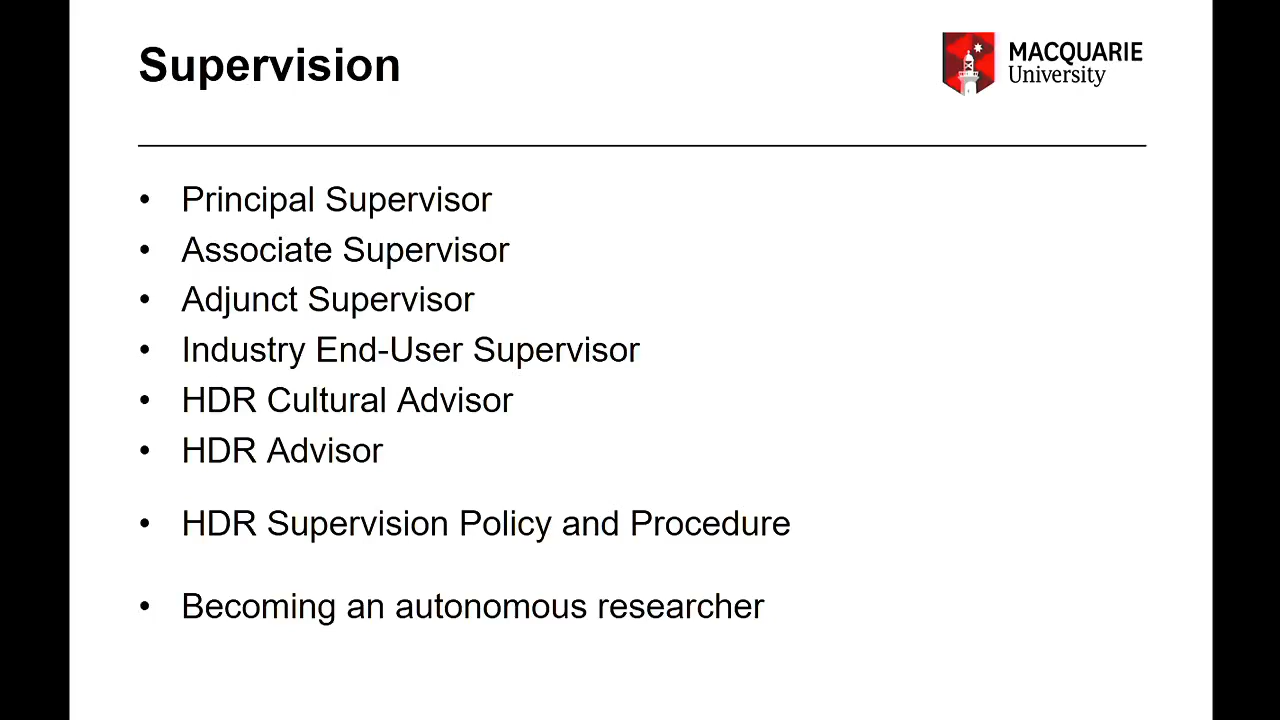 Supervision
MACQUARIE
University
• Principal Supervisor
• Associate Supervisor
• Adjunct Supervisor
• Industry End-User Supervisor
• HDR Cultural Advisor
• HDR Advisor
• HDR Supervision Policy and Procedure
• Becoming an autonomous researcher